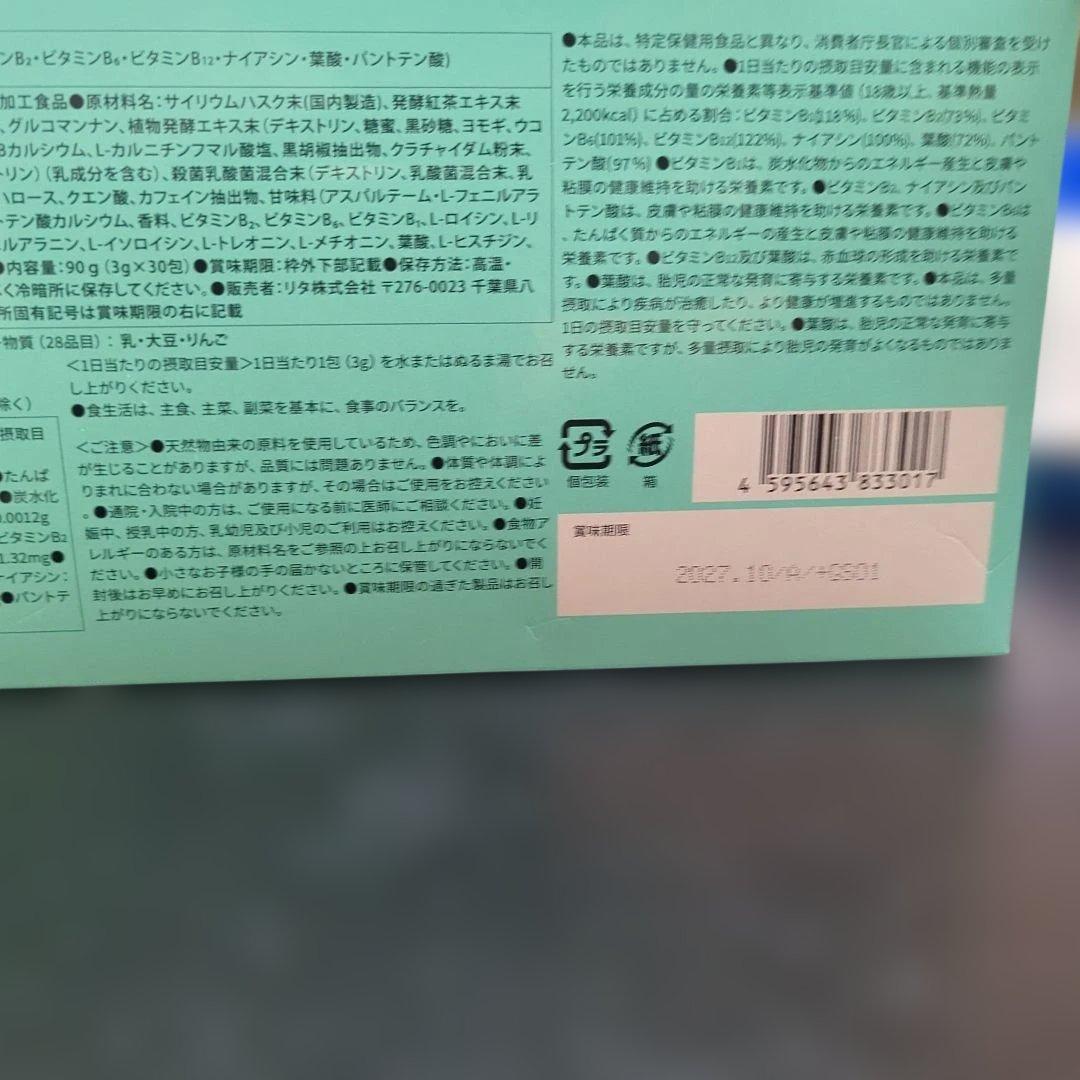 ンB₂・ビタミンB₆・ビタミンB₁₂・ナイアシン・葉酸・パントテン酸)
加工食品●原材料名：サイリウムハスク末(国内製造)、発酵紅茶エキス末
、グルコマンナン、植物発酵エキス末（デキストリン、糖蜜、黒砂糖、ヨモギ、ウコ
Bカルシウム、L-カルニチンフマル酸塩、黒胡椒抽出物、クラチャイダム粉末、
トリン）（乳成分を含む）、殺菌乳酸菌混合末（デキストリン、乳酸菌混合末、乳
ハロース、クエン酸、カフェイン抽出物、甘味料（アスパルテーム・L-フェニルアラ
テン酸カルシウム、香料、ビタミンB₂、ビタミンB₆、ビタミンB₁、L-ロイシン、L-リ
ルアラニン、L-イソロイシン、L-トレオニン、L-メチオニン、葉酸、L-ヒスチジン、
●内容量：90g（3g×30包）●賞味期限：枠外下部記載●保存方法：高温・
く冷暗所に保存してください。●販売者：リタ株式会社 〒276-0023 千葉県八
所固有記号は賞味期限の右に記載
物質（28品目）：乳・大豆・りんご
＜1日当たりの摂取目安量＞1日当たり1包（3g）を水またはぬるま湯でお召
し上がりください。
●食生活は、主食、主菜、副菜を基本に、食事のバランスを。
除く）
摂取目
●たんぱ
●炭水化
0.0012g
ビタミンB₂
1.32mg●
ナイアシン：
●パントテ
＜ご注意＞●天然物由来の原料を使用しているため、色調やにおいに差
が生じることがありますが、品質には問題ありません。●体質や体調によ
りまれに合わない場合がありますが、その場合はご使用をお控えください
。●通院・入院中の方は、ご使用になる前に医師にご相談ください。●妊
娠中、授乳中の方、乳幼児及び小児のご利用はお控えください。●食物ア
レルギーのある方は、原材料名をご参照の上お召し上がりにならないでく
ださい。●小さなお子様の手の届かないところに保管してください。●開
封後はお早めにお召し上がりください。●賞味期限の過ぎた製品はお召し
上がりにならないでください。
●本品は、特定保健用食品と異なり、消費者庁長官による個別審査を受け
たものではありません。●1日当たりの摂取目安量に含まれる機能の表示
を行う栄養成分の量の栄養素等表示基準値（18歳以上、基準熱量
2,200kcal）に占める割合：ビタミンB₁(118%)、ビタミンB₂(73%)、ビタミ
ンB₆(101%)、ビタミンB₁₂(122%)、ナイアシン(100%)、葉酸(72%)、パント
テン酸(97%)●ビタミンB₁は、炭水化物からのエネルギー産生と皮膚や
粘膜の健康維持を助ける栄養素です。●ビタミンB₂、ナイアシン及びパン
トテン酸は、皮膚や粘膜の健康維持を助ける栄養素です。●ビタミンB₆は
、たんぱく質からのエネルギーの産生と皮膚や粘膜の健康維持を助ける
栄養素です。●ビタミンB₁₂及び葉酸は、赤血球の形成を助ける栄養素で
す。●葉酸は、胎児の正常な発育に寄与する栄養素です。●本品は、多量
摂取により疾病が治癒したり、より健康が増進するものではありません。
1日の摂取目安量を守ってください。●葉酸は、胎児の正常な発育に寄与
する栄養素ですが、多量摂取により胎児の発育がよくなるものではありま
せん。
プラ
個包装
紙
箱
4 595643 833017
賞味期限
2027.10/A/+GS01